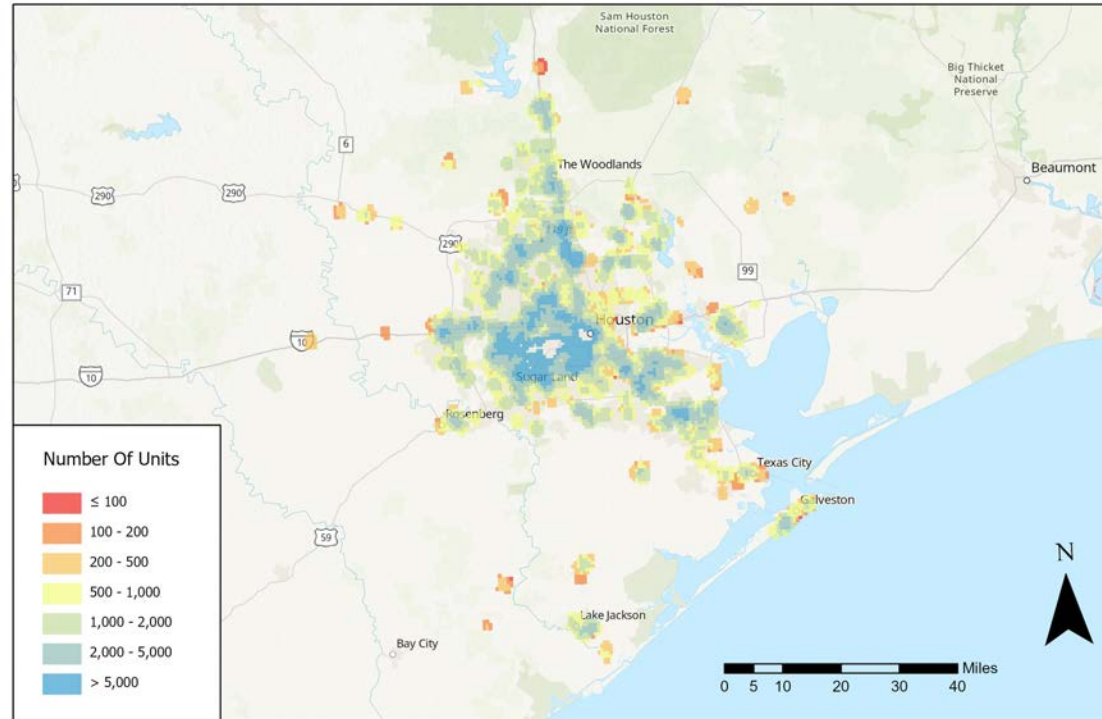 Sam Houston
National Forest
Big Thicket
National
Preserve
6
The Woodlands
Beaumont
290
290
290
99
71
Houston
10
10
Sugar Land
Rosenberg
Number Of Units
≤ 100
100 - 200
200 - 500
500 - 1,000
1,000 - 2,000
2,000 - 5,000
> 5,000
Texas City
Galveston
59
N
Lake Jackson
Bay City
Miles
0 5 10 20 30 40